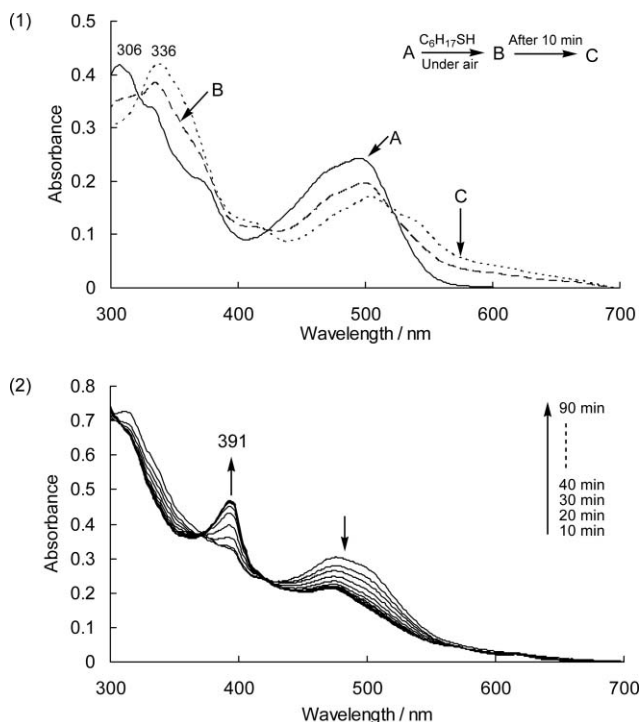 (1)
306 336
A C₆H₁₇SH Under air B After 10 min C
B
A
C
0.5
0.4
0.3
0.2
0.1
0
Absorbance
300 400 500 600 700
Wavelength / nm
(2)
0.8
0.7
0.6
0.5
0.4
0.3
0.2
0.1
0
Absorbance
391
90 min
40 min
30 min
20 min
10 min
300 400 500 600 700
Wavelength / nm